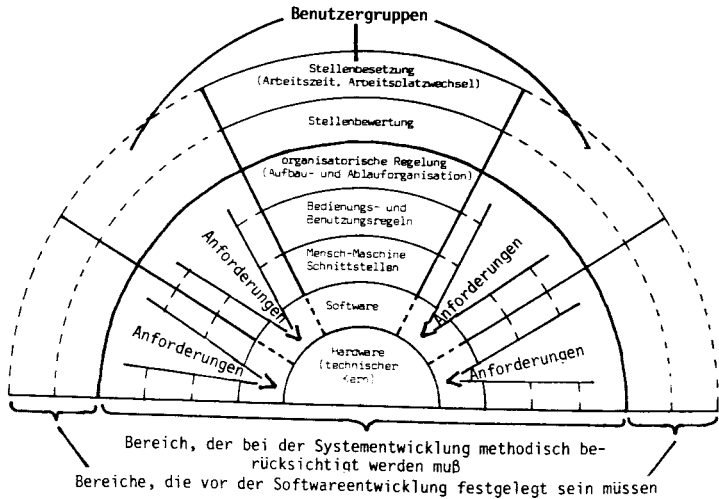 Benutzergruppen
Stellenbesetzung
(Arbeitszeit, Arbeitsplatzwechsel)
Stellenbewertung
organisatorische Regelung
(Aufbau- und Ablauforganisation)
Bedienungs- und
Benutzungsregeln
Mensch-Maschine
Schnittstellen
Software
Hardware
(technischer
Kern)
Anforderungen
Anforderungen
Anforderungen
Anforderungen
Bereich, der bei der Systementwicklung methodisch be-
rücksichtigt werden muß
Bereiche, die vor der Softwareentwicklung festgelegt sein müssen